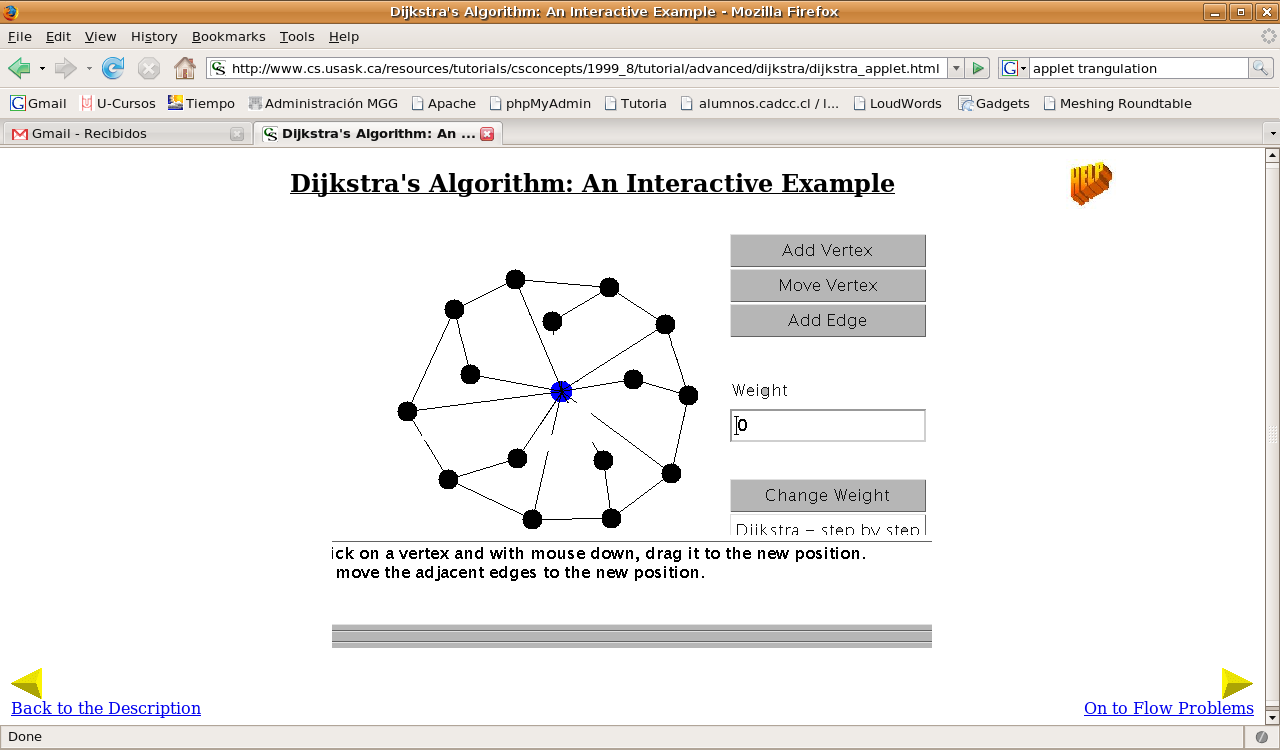 Dijkstra's Algorithm: An Interactive Example - Mozilla Firefox
File Edit View History Bookmarks Tools Help
http://www.cs.usask.ca/resources/tutorials/csconcepts/1999_8/tutorial/advanced/dijkstra/dijkstra_applet.html applet trangulation
Gmail U-Cursos Tiempo Administración MGG Apache phpMyAdmin Tutoria alumnos.cadcc.cl / l... LoudWords Gadgets Meshing Roundtable
Gmail - Recibidos Dijkstra's Algorithm: An ...
Dijkstra's Algorithm: An Interactive Example
HELP
Add Vertex
Move Vertex
Add Edge
Weight
0
Change Weight
Dijkstra - step by step
ick on a vertex and with mouse down, drag it to the new position.
move the adjacent edges to the new position.
Back to the Description On to Flow Problems
Done